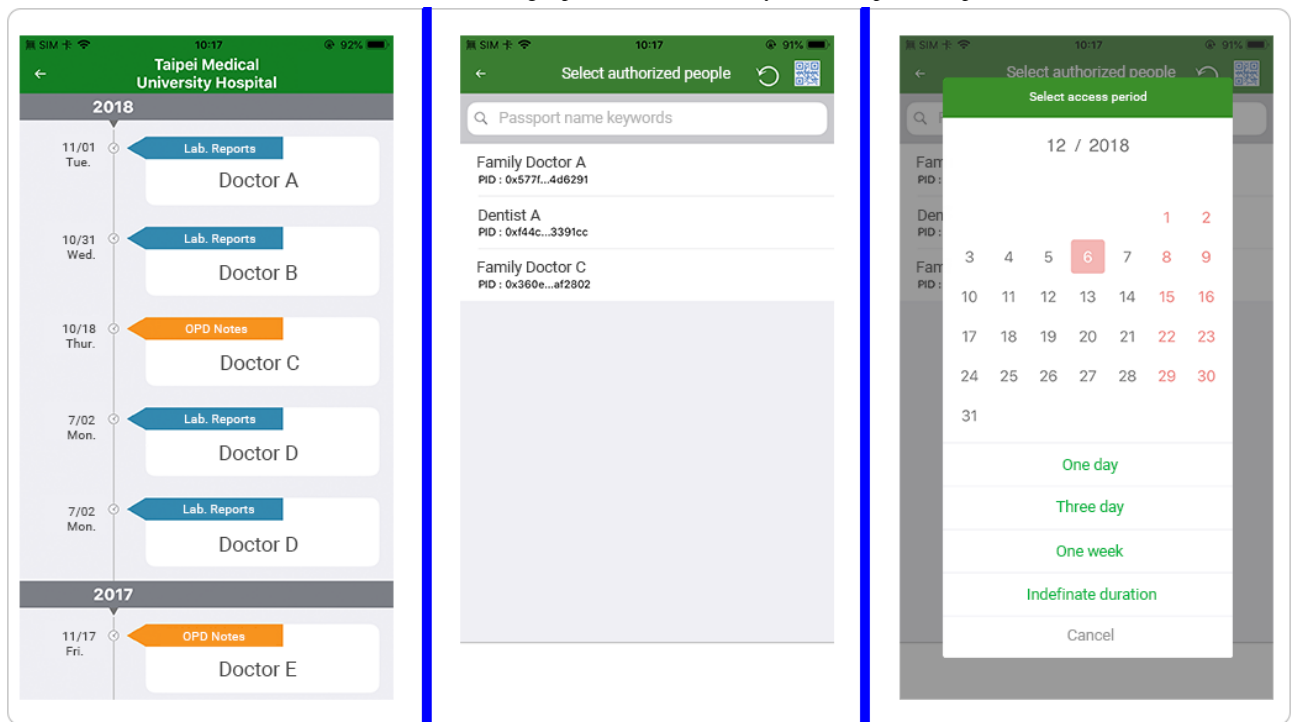 無 SIM 卡 10:17 92%
Taipei Medical
University Hospital
2018
11/01
Tue.
Lab. Reports
Doctor A
10/31
Wed.
Lab. Reports
Doctor B
10/18
Thur.
OPD Notes
Doctor C
7/02
Mon.
Lab. Reports
Doctor D
7/02
Mon.
Lab. Reports
Doctor D
2017
11/17
Fri.
OPD Notes
Doctor E
無 SIM 卡 10:17 91%
Select authorized people
Passport name keywords
Family Doctor A
PID : 0x577f...4d6291
Dentist A
PID : 0xf44c...3391cc
Family Doctor C
PID : 0x360e...af2802
無 SIM 卡 10:17 91%
Select authorized people
Select access period
Fam
PID :
Den
PID :
Fam
PID :
12 / 2018
1 2
3 4 5 6 7 8 9
10 11 12 13 14 15 16
17 18 19 20 21 22 23
24 25 26 27 28 29 30
31
One day
Three day
One week
Indefinate duration
Cancel